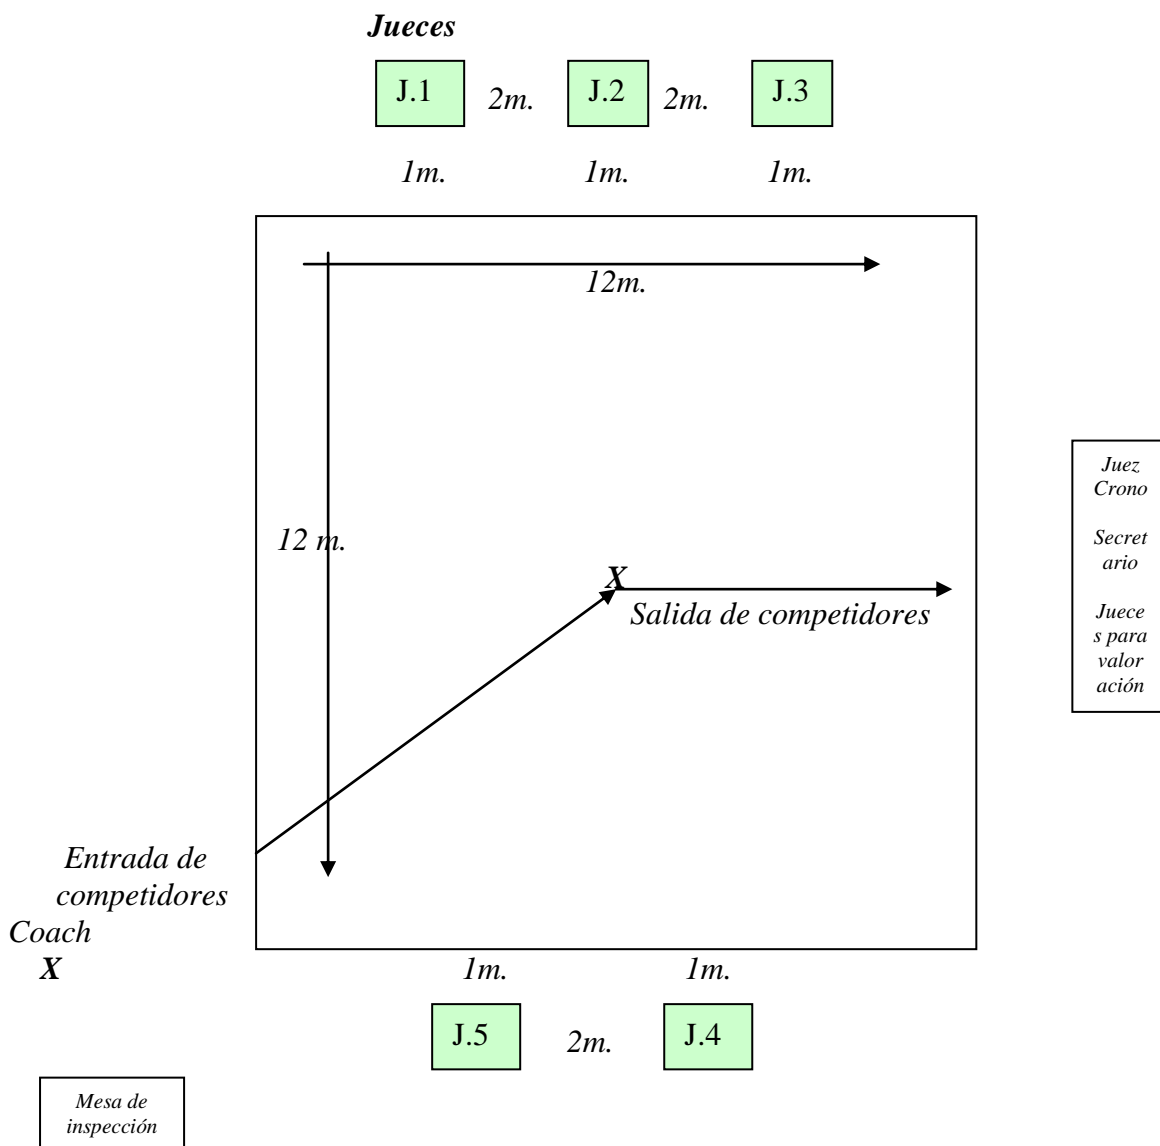 Jueces
J.1 2m. J.2 2m. J.3
1m. 1m. 1m.
12m.
12 m.
X
Salida de competidores
Juez
Crono
Secret
ario
Juece
s para
valor
ación
Entrada de
competidores
Coach
X
1m. 1m.
J.5 2m. J.4
Mesa de
inspección